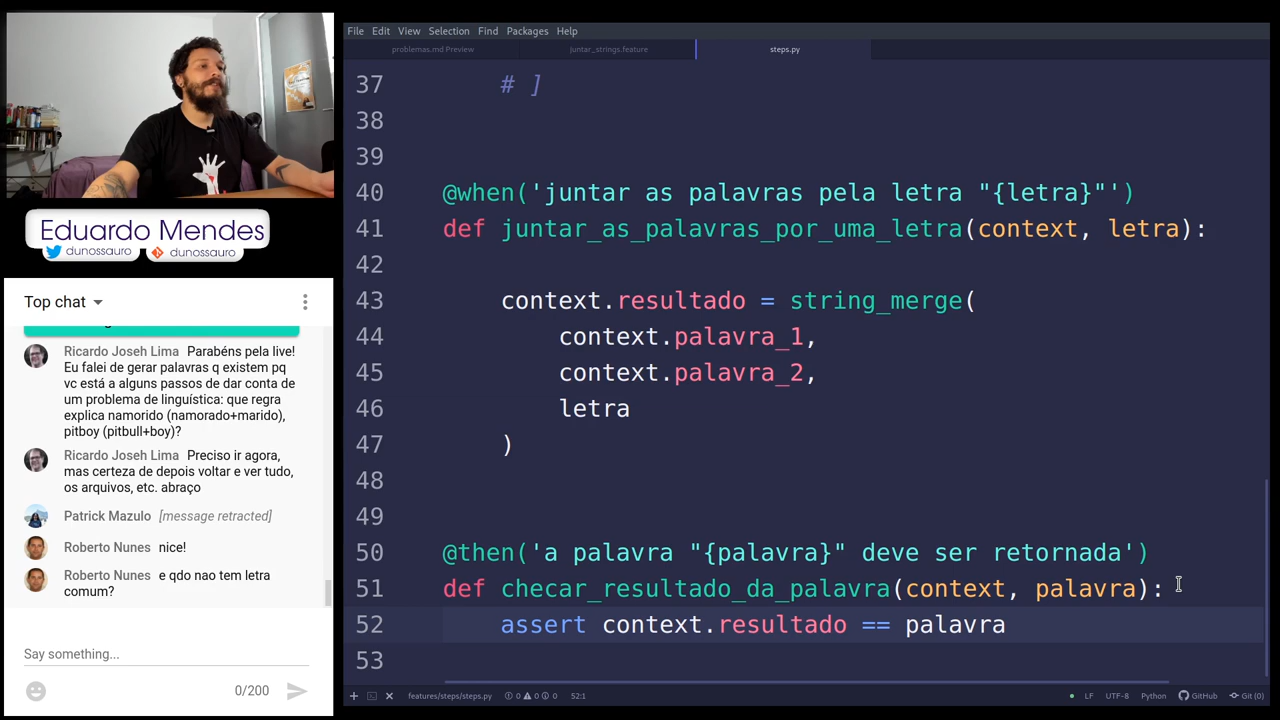 File Edit View Selection Find Packages Help
problemas.md Preview juntar_strings.feature steps.py
37 # ]
38
39
40 @when('juntar as palavras pela letra "{letra}"')
41 def juntar_as_palavras_por_uma_letra(context, letra):
42
43 context.resultado = string_merge(
44 context.palavra_1,
45 context.palavra_2,
46 letra
47 )
48
49
50 @then('a palavra "{palavra}" deve ser retornada')
51 def checar_resultado_da_palavra(context, palavra):
52 assert context.resultado == palavra
53
features/steps/steps.py 0 0 0 52:1 LF UTF-8 Python GitHub Git (0)
Eduardo Mendes
dunossauro dunossauro
Top chat
Ricardo Joseh Lima Parabéns pela live!
Eu falei de gerar palavras q existem pq
vc está a alguns passos de dar conta de
um problema de linguística: que regra
explica namorido (namorado+marido),
pitboy (pitbull+boy)?
Ricardo Joseh Lima Preciso ir agora,
mas certeza de depois voltar e ver tudo,
os arquivos, etc. abraço
Patrick Mazulo [message retracted]
Roberto Nunes nice!
Roberto Nunes e qdo nao tem letra
comum?
Say something...
0/200